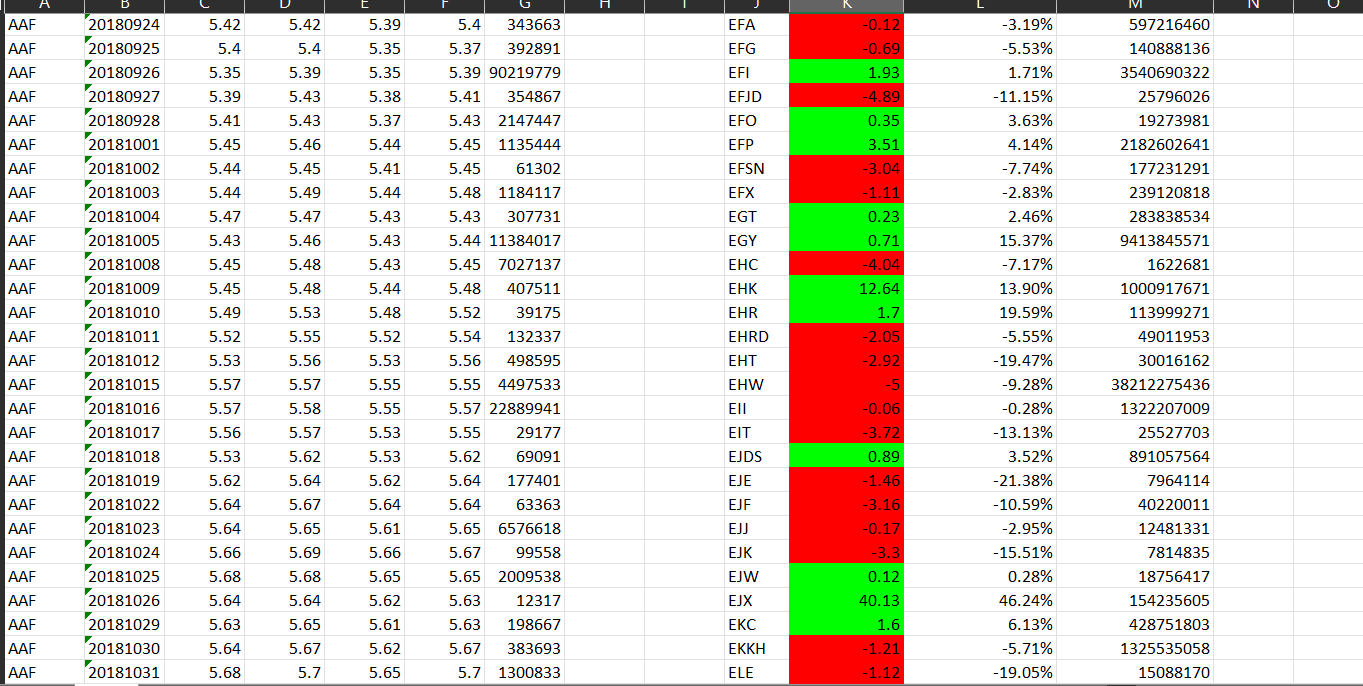 A B C D E F G H I J K L M N O
AAF 20180924 5.42 5.42 5.39 5.4 343663 EFA -0.12 -3.19% 597216460
AAF 20180925 5.4 5.4 5.35 5.37 392891 EFG -0.69 -5.53% 140888136
AAF 20180926 5.35 5.39 5.35 5.39 90219779 EFI 1.93 1.71% 3540690322
AAF 20180927 5.39 5.43 5.38 5.41 354867 EFJD -4.89 -11.15% 25796026
AAF 20180928 5.41 5.43 5.37 5.43 2147447 EFO 0.35 3.63% 19273981
AAF 20181001 5.45 5.46 5.44 5.45 1135444 EFP 3.51 4.14% 2182602641
AAF 20181002 5.44 5.45 5.41 5.45 61302 EFSN -3.04 -7.74% 177231291
AAF 20181003 5.44 5.49 5.44 5.48 1184117 EFX -1.11 -2.83% 239120818
AAF 20181004 5.47 5.47 5.43 5.43 307731 EGT 0.23 2.46% 283838534
AAF 20181005 5.43 5.46 5.43 5.44 11384017 EGY 0.71 15.37% 9413845571
AAF 20181008 5.45 5.48 5.43 5.45 7027137 EHC -4.04 -7.17% 1622681
AAF 20181009 5.45 5.48 5.44 5.48 407511 EHK 12.64 13.90% 1000917671
AAF 20181010 5.49 5.53 5.48 5.52 39175 EHR 1.7 19.59% 113999271
AAF 20181011 5.52 5.55 5.52 5.54 132337 EHRD -2.05 -5.55% 49011953
AAF 20181012 5.53 5.56 5.53 5.56 498595 EHT -2.92 -19.47% 30016162
AAF 20181015 5.57 5.57 5.55 5.55 4497533 EHW -5 -9.28% 38212275436
AAF 20181016 5.57 5.58 5.55 5.57 22889941 EII -0.06 -0.28% 1322207009
AAF 20181017 5.56 5.57 5.53 5.55 29177 EIT -3.72 -13.13% 25527703
AAF 20181018 5.53 5.62 5.53 5.62 69091 EJDS 0.89 3.52% 891057564
AAF 20181019 5.62 5.64 5.62 5.64 177401 EJE -1.46 -21.38% 7964114
AAF 20181022 5.64 5.67 5.64 5.64 63363 EJF -3.16 -10.59% 40220011
AAF 20181023 5.64 5.65 5.61 5.65 6576618 EJJ -0.17 -2.95% 12481331
AAF 20181024 5.66 5.69 5.66 5.67 99558 EJK -3.3 -15.51% 7814835
AAF 20181025 5.68 5.68 5.65 5.65 2009538 EJW 0.12 0.28% 18756417
AAF 20181026 5.64 5.64 5.62 5.63 12317 EJX 40.13 46.24% 154235605
AAF 20181029 5.63 5.65 5.61 5.63 198667 EKC 1.6 6.13% 428751803
AAF 20181030 5.64 5.67 5.62 5.67 383693 EKKH -1.21 -5.71% 1325535058
AAF 20181031 5.68 5.7 5.65 5.7 1300833 ELE -1.12 -19.05% 15088170